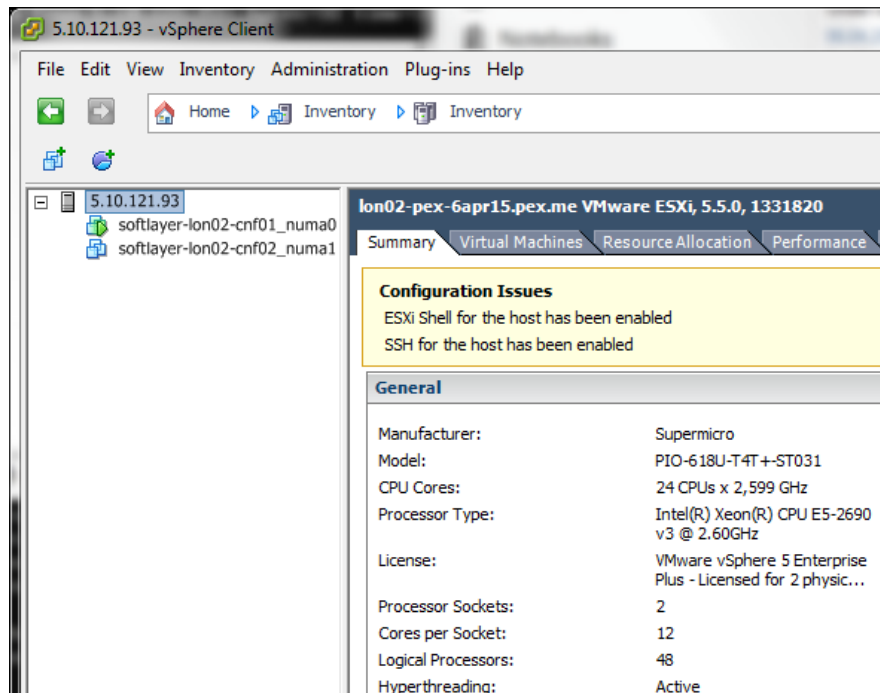 5.10.121.93 - vSphere Client
File Edit View Inventory Administration Plug-ins Help
Home Inventory Inventory
5.10.121.93
softlayer-lon02-cnf01_numa0
softlayer-lon02-cnf02_numa1
lon02-pex-6apr15.pex.me VMware ESXi, 5.5.0, 1331820
Summary Virtual Machines Resource Allocation Performance
Configuration Issues
ESXi Shell for the host has been enabled
SSH for the host has been enabled
General
Manufacturer: Supermicro
Model: PIO-618U-T4T+-ST031
CPU Cores: 24 CPUs x 2,599 GHz
Processor Type: Intel(R) Xeon(R) CPU E5-2690
v3 @ 2.60GHz
License: VMware vSphere 5 Enterprise
Plus - Licensed for 2 physic...
Processor Sockets: 2
Cores per Socket: 12
Logical Processors: 48
Hyperthreading: Active